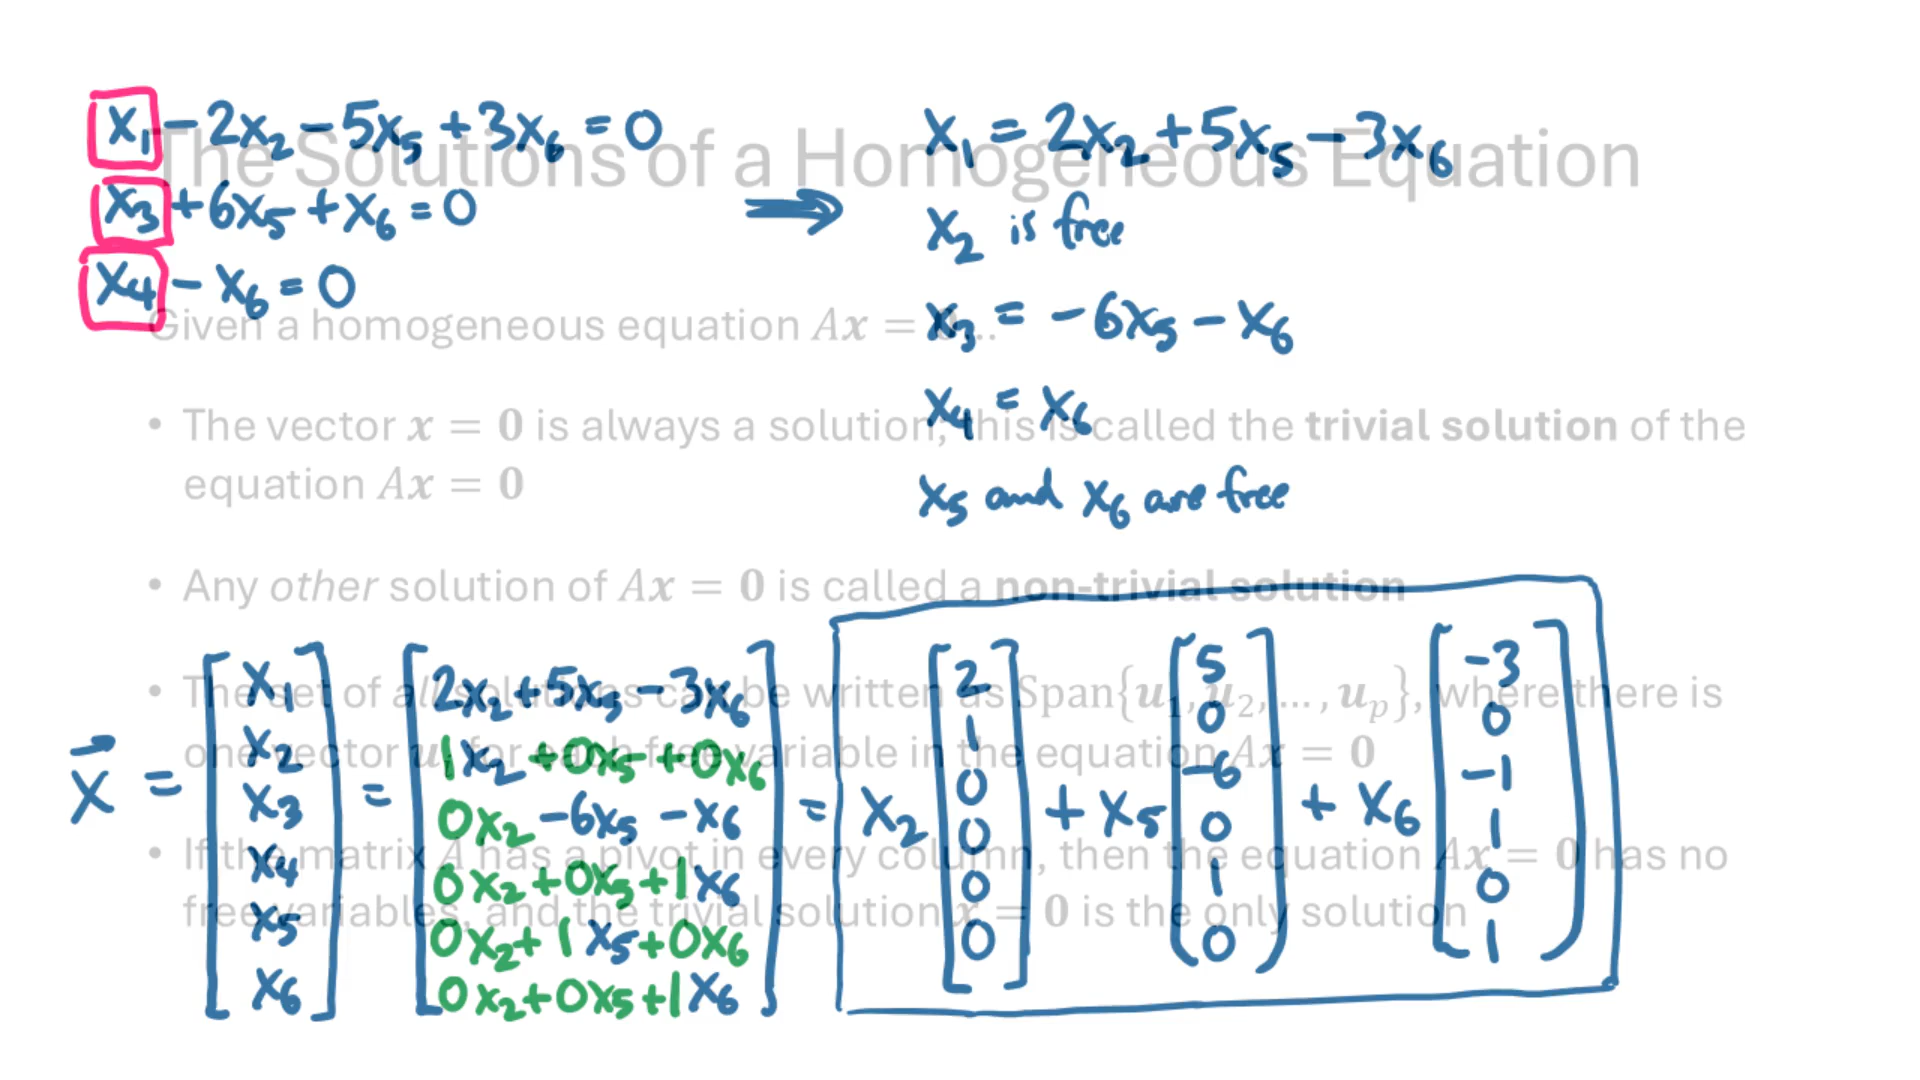 x₁ - 2x₂ - 5x₅ + 3x₆ = 0
x₃ + 6x₅ + x₆ = 0
x₄ - x₆ = 0
⟹
x₁ = 2x₂ + 5x₅ - 3x₆
x₂ is free
x₃ = -6x₅ - x₆
x₄ = x₆
x₅ and x₆ are free
x⃗ = [x₁ x₂ x₃ x₄ x₅ x₆] = [2x₂+5x₅-3x₆ 1x₂+0x₅+0x₆ 0x₂-6x₅-x₆ 0x₂+0x₅+1x₆ 0x₂+1x₅+0x₆ 0x₂+0x₅+1x₆] = x₂ [2 1 0 0 0 0] + x₅ [5 0 -6 0 1 0] + x₆ [-3 0 -1 1 0 1]
The Solutions of a Homogeneous Equation
Given a homogeneous equation Ax = 0...
• The vector x = 0 is always a solution, this is called the trivial solution of the
equation Ax = 0
• Any other solution of Ax = 0 is called a non-trivial solution
• The set of all solutions can be written as Span{u₁, u₂, ..., uₚ}, where there is
one vector uᵢ for each free variable in the equation Ax = 0
• If the matrix A has a pivot in every column, then the equation Ax = 0 has no
free variables, and the trivial solution x = 0 is the only solution